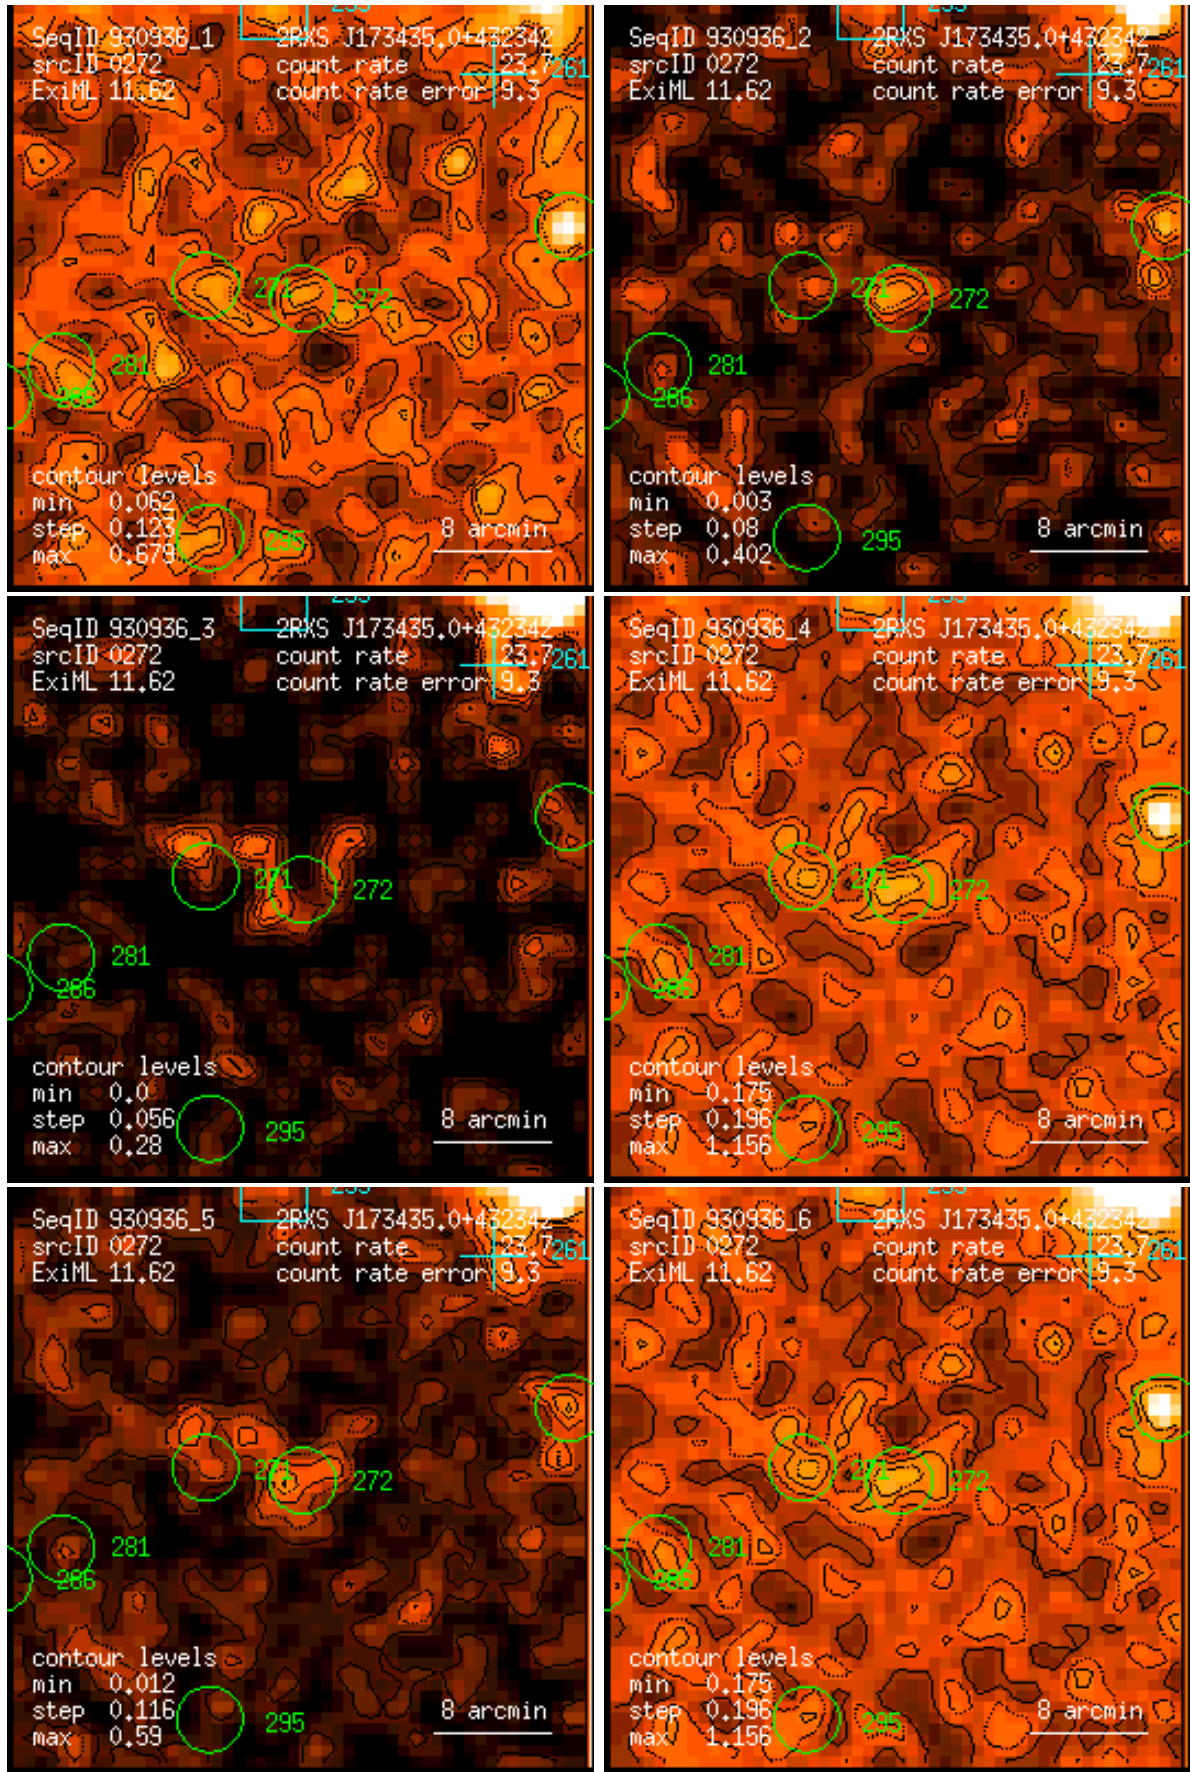 SeqID 930936_1 2RXS J173435.0+432342
srcID 0272 count rate 23.7 261
ExiML 11.62 count rate error 9.3
271 272
281
286
contour levels
min 0.062
step 0.123 8 arcmin
max 0.679 295
SeqID 930936_2 2RXS J173435.0+432342
srcID 0272 count rate 23.7 261
ExiML 11.62 count rate error 9.3
271 272
281
286
contour levels
min 0.003
step 0.08 8 arcmin
max 0.402 295
SeqID 930936_3 2RXS J173435.0+432342
srcID 0272 count rate 23.7 261
ExiML 11.62 count rate error 9.3
271 272
281
286
contour levels
min 0.0
step 0.056 8 arcmin
max 0.28 295
SeqID 930936_4 2RXS J173435.0+432342
srcID 0272 count rate 23.7 261
ExiML 11.62 count rate error 9.3
271 272
281
286
contour levels
min 0.175
step 0.196 8 arcmin
max 1.156 295
SeqID 930936_5 2RXS J173435.0+432342
srcID 0272 count rate 23.7 261
ExiML 11.62 count rate error 9.3
271 272
281
286
contour levels
min 0.012
step 0.116 8 arcmin
max 0.59 295
SeqID 930936_6 2RXS J173435.0+432342
srcID 0272 count rate 23.7 261
ExiML 11.62 count rate error 9.3
271 272
281
286
contour levels
min 0.175
step 0.196 8 arcmin
max 1.156 295